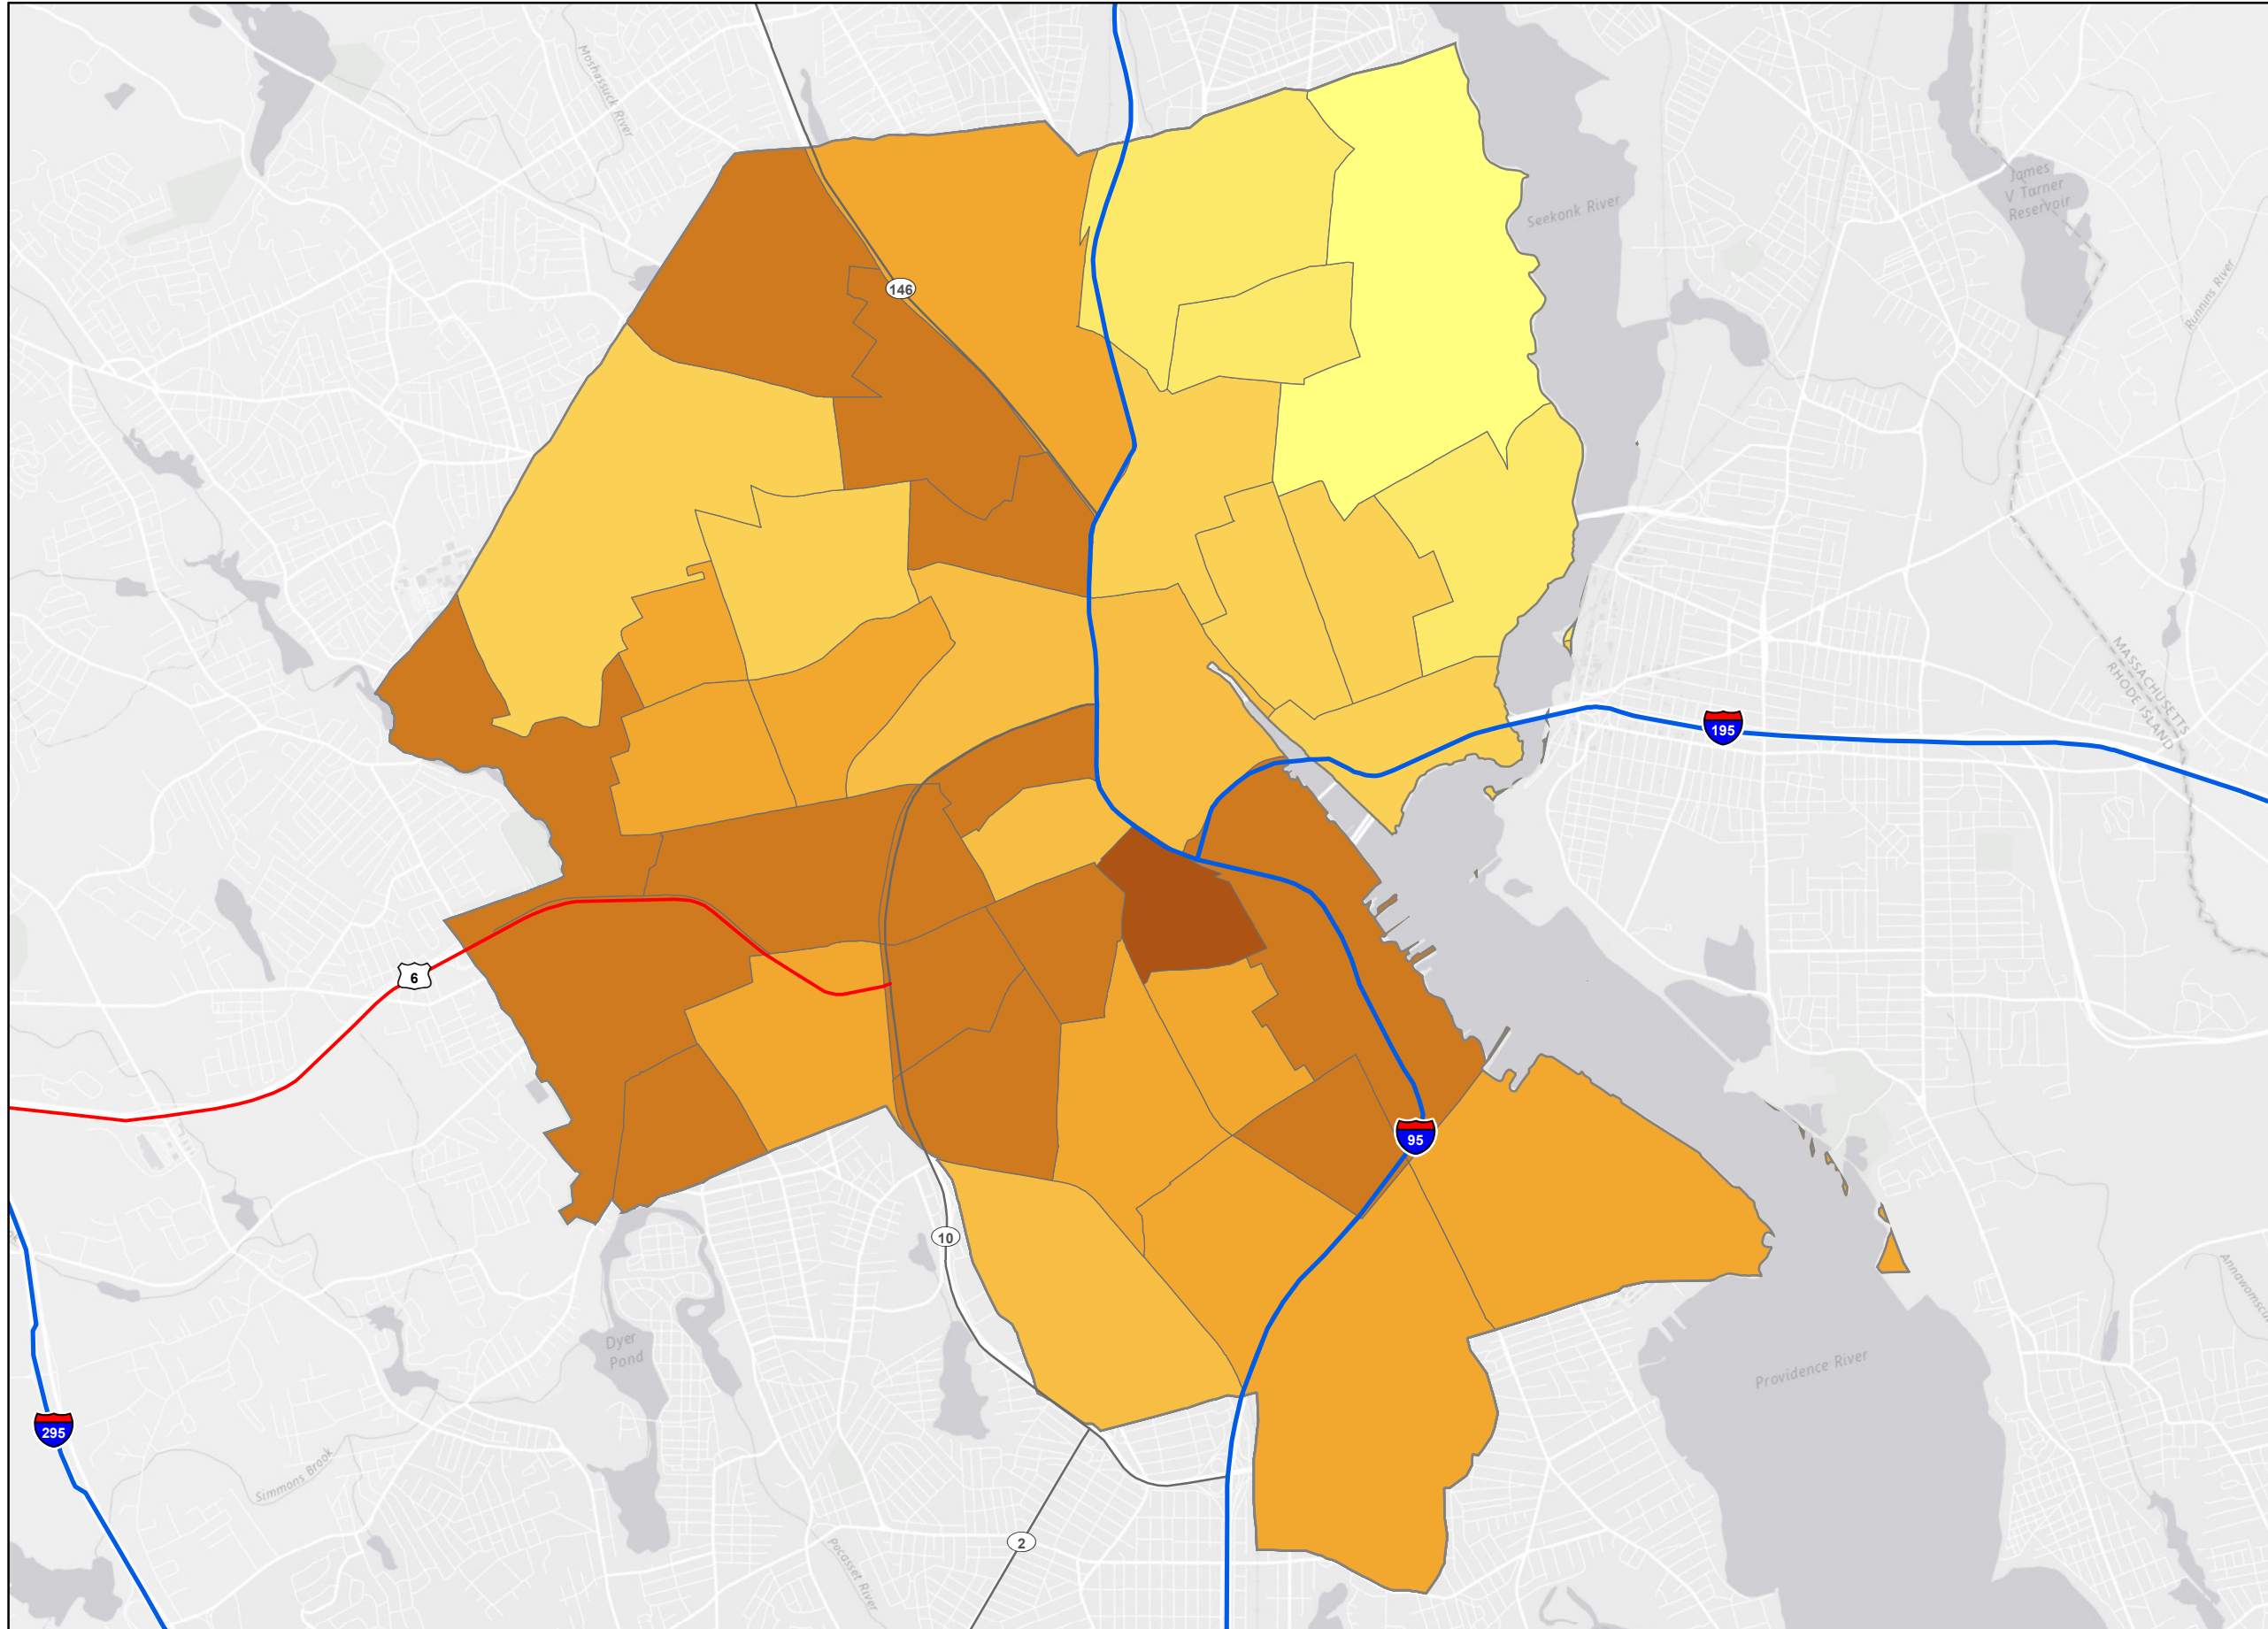 Moshassuck River
James
V Turner
Reservoir
Seekonk River
Runnins River
146
MASSACHUSETTS
RHODE ISLAND
195
6
95
10
Dyer
Pond
Providence River
295
Simmons Brook
2
Pocasset River